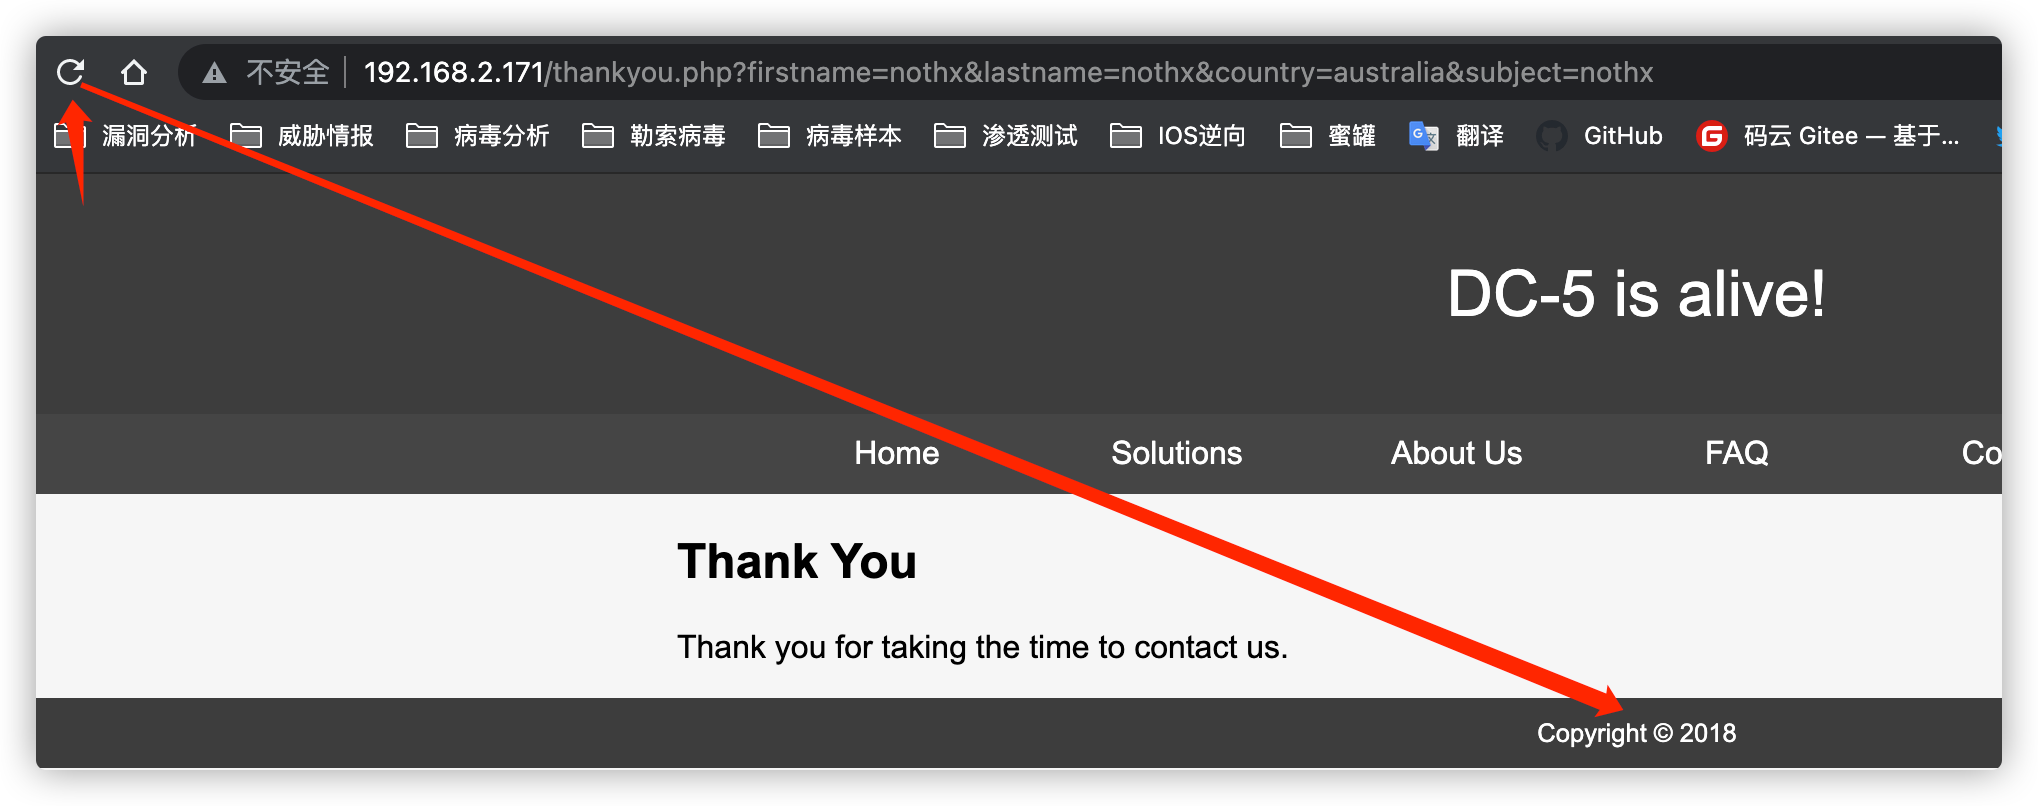 不安全 192.168.2.171/thankyou.php?firstname=nothx&lastname=nothx&country=australia&subject=nothx
漏洞分析 威胁情报 病毒分析 勒索病毒 病毒样本 渗透测试 IOS逆向 蜜罐 翻译 GitHub 码云 Gitee — 基于...
DC-5 is alive!
Home Solutions About Us FAQ Co
Thank You
Thank you for taking the time to contact us.
Copyright © 2018